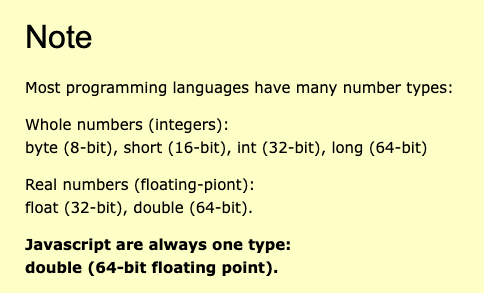 Note
Most programming languages have many number types:
Whole numbers (integers):
byte (8-bit), short (16-bit), int (32-bit), long (64-bit)
Real numbers (floating-piont):
float (32-bit), double (64-bit).
Javascript are always one type:
double (64-bit floating point).